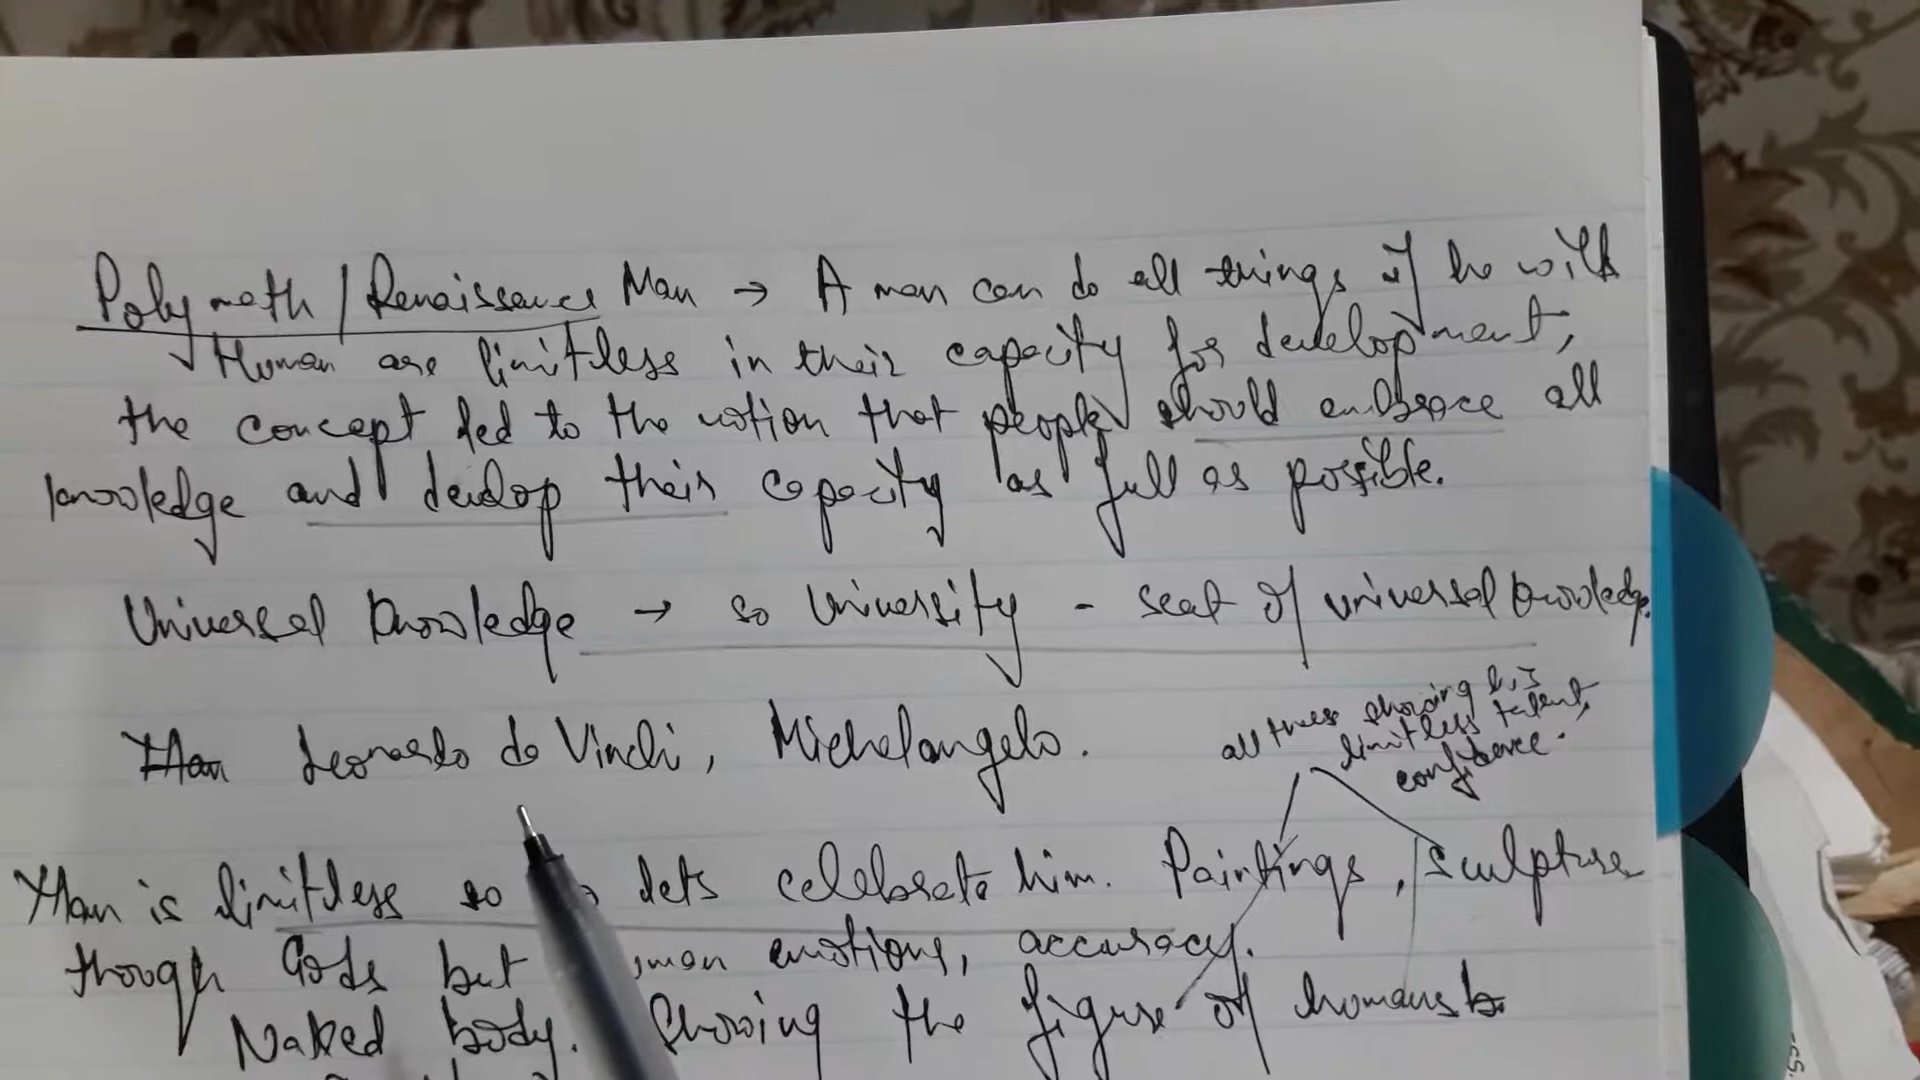 Polymath / Renaissance Man → A man can do all things if he will
Human are limitless in their capacity for development,
the concept led to the notion that people should embrace all
knowledge and develop their capacity as full as possible.
Universal knowledge → so University - seat of universal knowledge.
all these showing his
limitless talent,
confidence.
Man Leonardo da Vinchi, Michelangelo.
Man is limitless so lets celebrate him. Paintings, sculpture
though Gods but emotions, accuracy.
Naked body. Showing the figure of humans